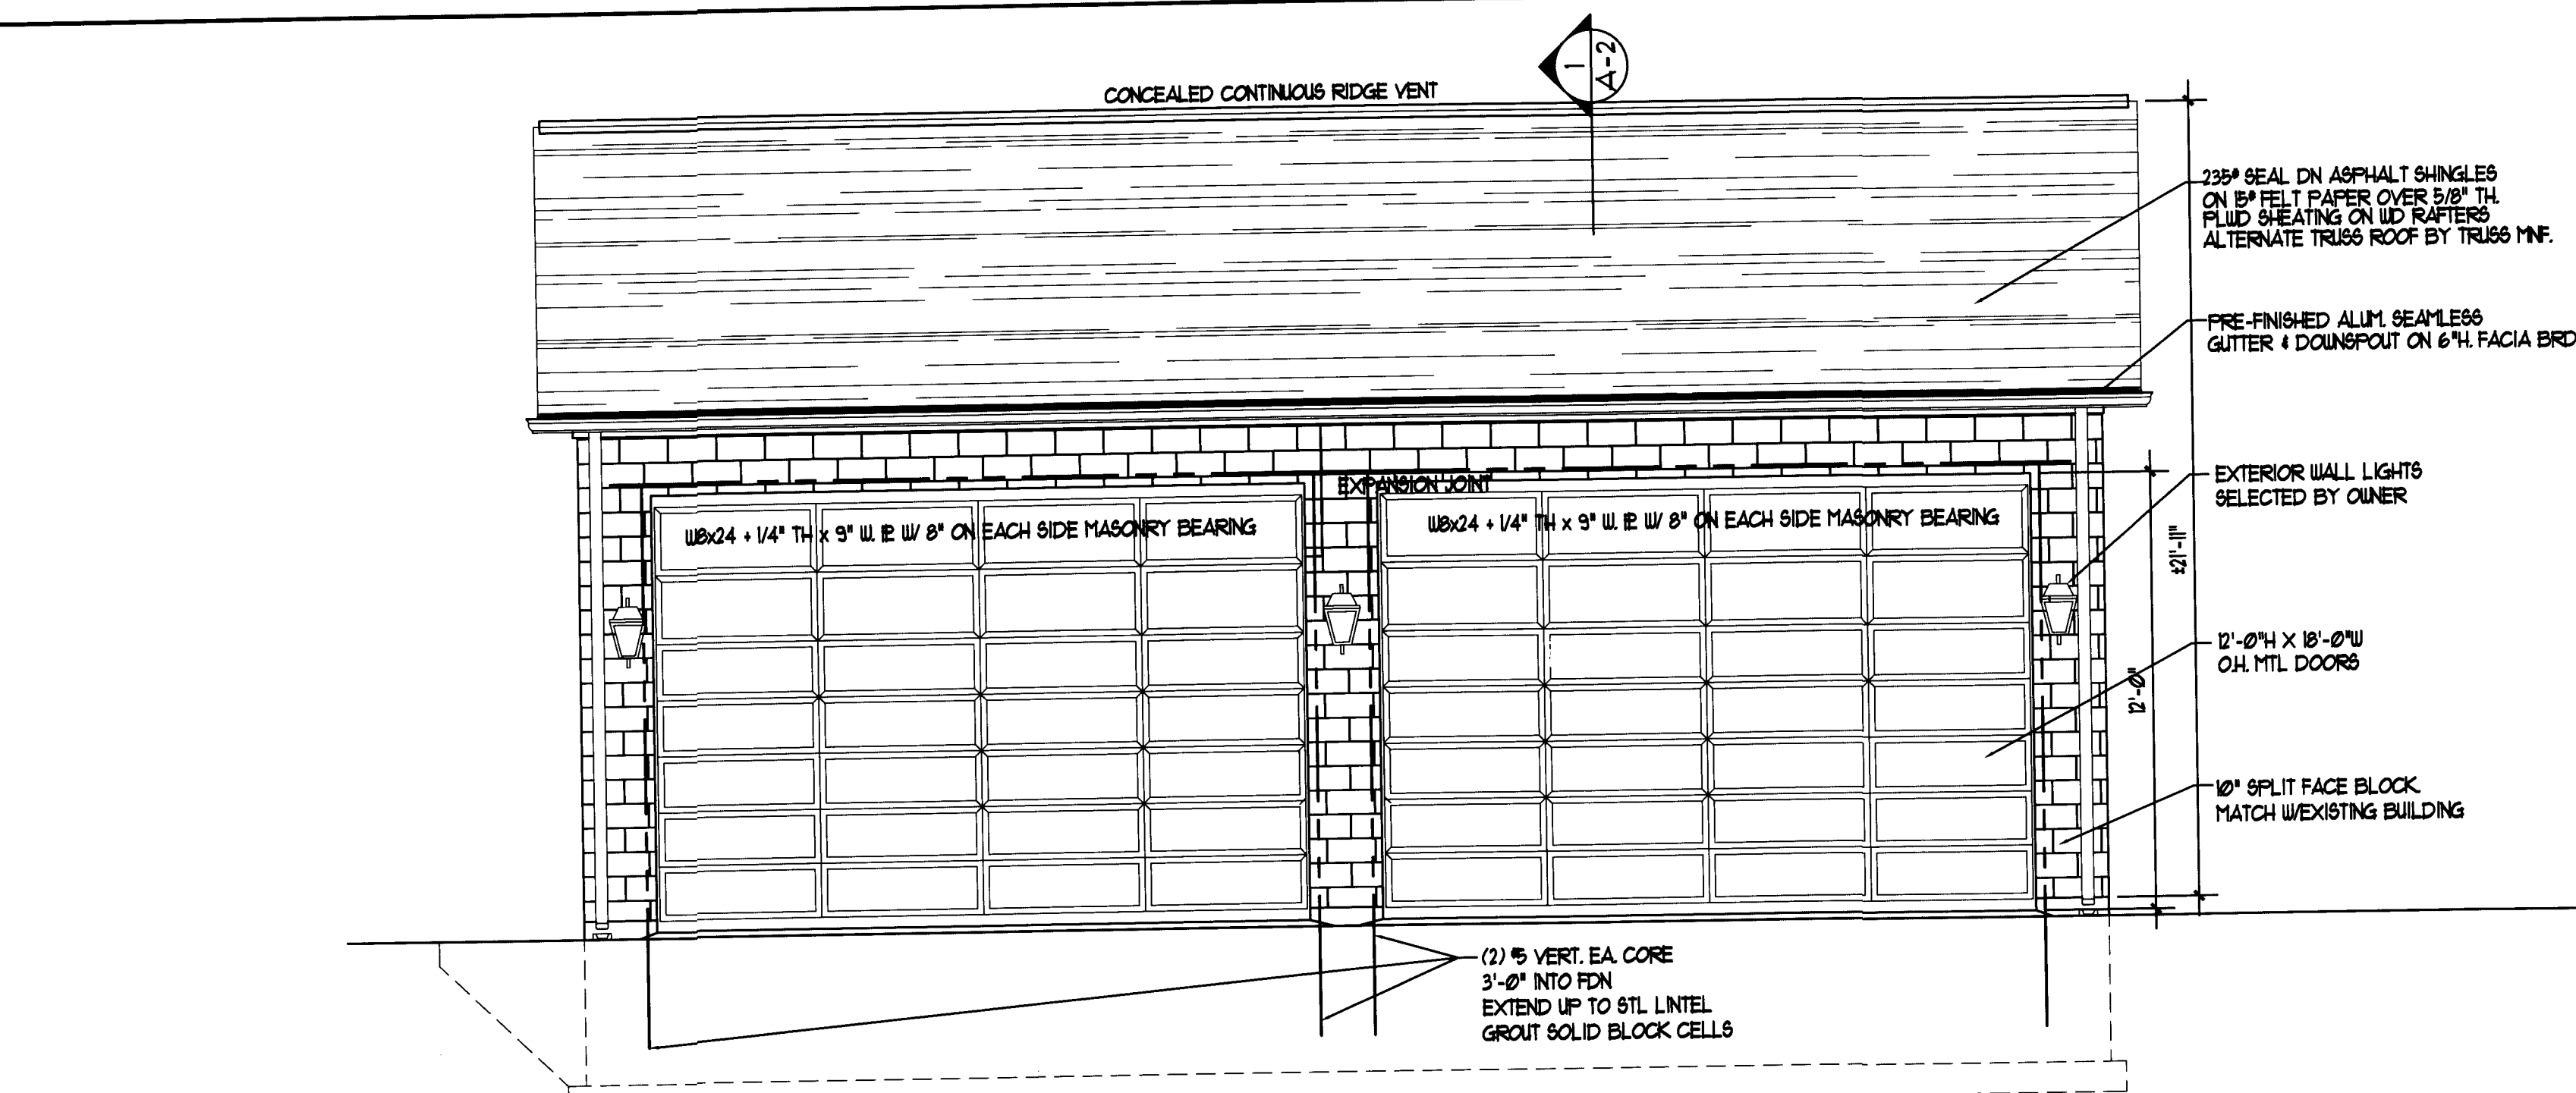 1
A-2
CONCEALED CONTINUOUS RIDGE VENT
235# SEAL DN ASPHALT SHINGLES
ON 15# FELT PAPER OVER 5/8" TH.
PLWD SHEATING ON WD RAFTERS
ALTERNATE TRUSS ROOF BY TRUSS MNF.
PRE-FINISHED ALUM. SEAMLESS
GUTTER & DOWNSPOUT ON 6"H. FACIA BRD
EXTERIOR WALL LIGHTS
SELECTED BY OWNER
EXPANSION JOINT
W8x24 + 1/4" TH x 9" W. PL W/ 8" ON EACH SIDE MASONRY BEARING
W8x24 + 1/4" TH x 9" W. PL W/ 8" ON EACH SIDE MASONRY BEARING
±21'-11"
12'-0"
12'-0"H X 18'-0"W
O.H. MTL DOORS
10" SPLIT FACE BLOCK
MATCH W/EXISTING BUILDING
(2) #5 VERT. EA. CORE
3'-0" INTO FDN
EXTEND UP TO STL LINTEL
GROUT SOLID BLOCK CELLS